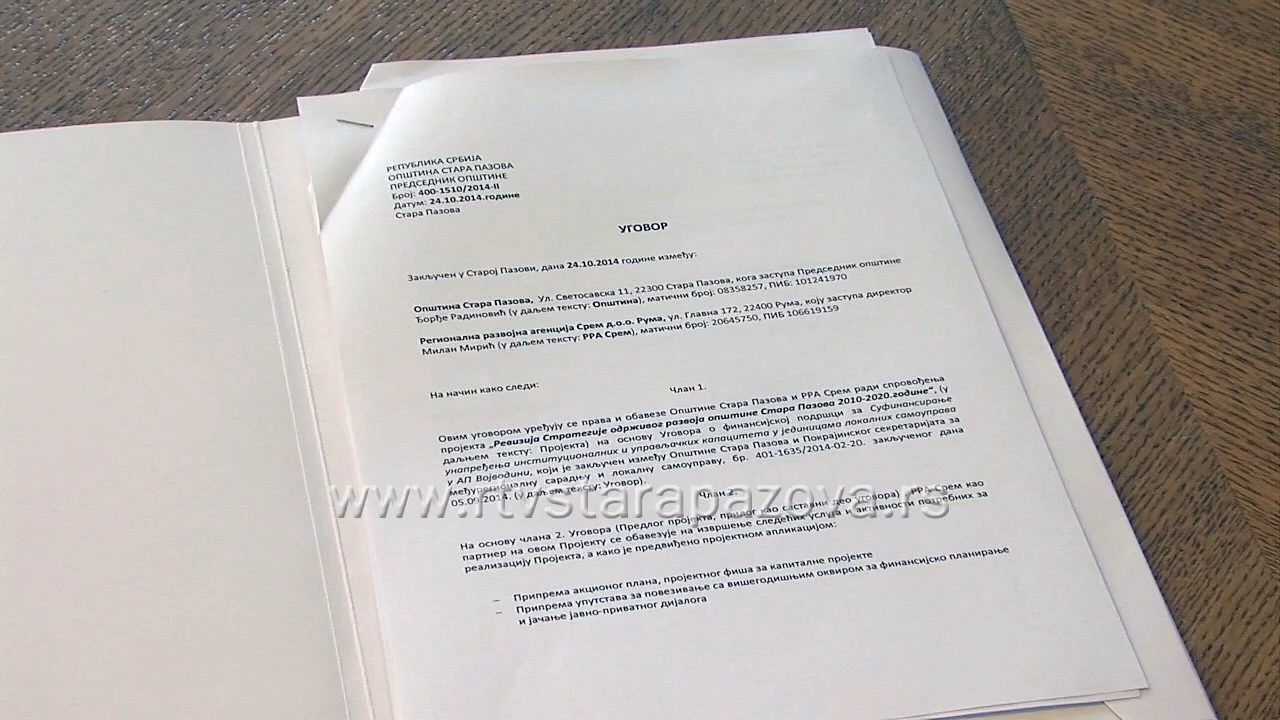 РЕПУБЛИКА СРБИЈА
ОПШТИНА СТАРА ПАЗОВА
ПРЕДСЕДНИК ОПШТИНЕ
Број: 400-1510/2014-II
Датум: 24.10.2014.године
Стара Пазова
УГОВОР
Закључен у Старој Пазови, дана 24.10.2014 године између:
Општина Стара Пазова, Ул. Светосавска 11, 22300 Стара Пазова, кога заступа Председник општине
Ђорђе Радиновић (у даљем тексту: Општина), матични број: 08358257, ПИБ: 101241970
Регионална развојна агенција Срем д.о.о. Рума, ул. Главна 172, 22400 Рума, коју заступа директор
Милан Мирић (у даљем тексту: РРА Срем), матични број: 20645750, ПИБ 106619159
На начин како следи:
Члан 1.
Овим уговором уређују се права и обавезе Општине Стара Пазова и РРА Срем ради спровођења
пројекта „Ревизија Стратегије одрживог развоја општине Стара Пазова 2010-2020.године“, (у
даљњем тексту: Пројекта) на основу Уговора о финансијској подршци за Суфинансирање
унапређења институционалних и управљачких капацитета у јединицама локалних самоуправа
у АП Војводини, који је закључен између Општине Стара Пазова и Покрајинског секретаријата за
међурегионалну сарадњу и локалну самоуправу, бр. 401-1635/2014-02-20. закљученог дана
05.09.2014. (у даљем тексту: Уговор).
Члан 2.
www.rtvstarapazova.rs
На основу члана 2. Уговора (Предлог пројекта, прилог као саставни део уговора) РРА Срем као
партнер на овом Пројекту се обавезује на извршење следећих услуга и активности потребних за
реализацију Пројекта, а како је предвиђено пројектном апликацијом:
– Припрема акционог плана, пројектног фиша за капиталне пројекте
– Припрема упутстава за повезивање са вишегодишњим оквиром за финансијско планирање
и јачање јавно-приватног дијалога